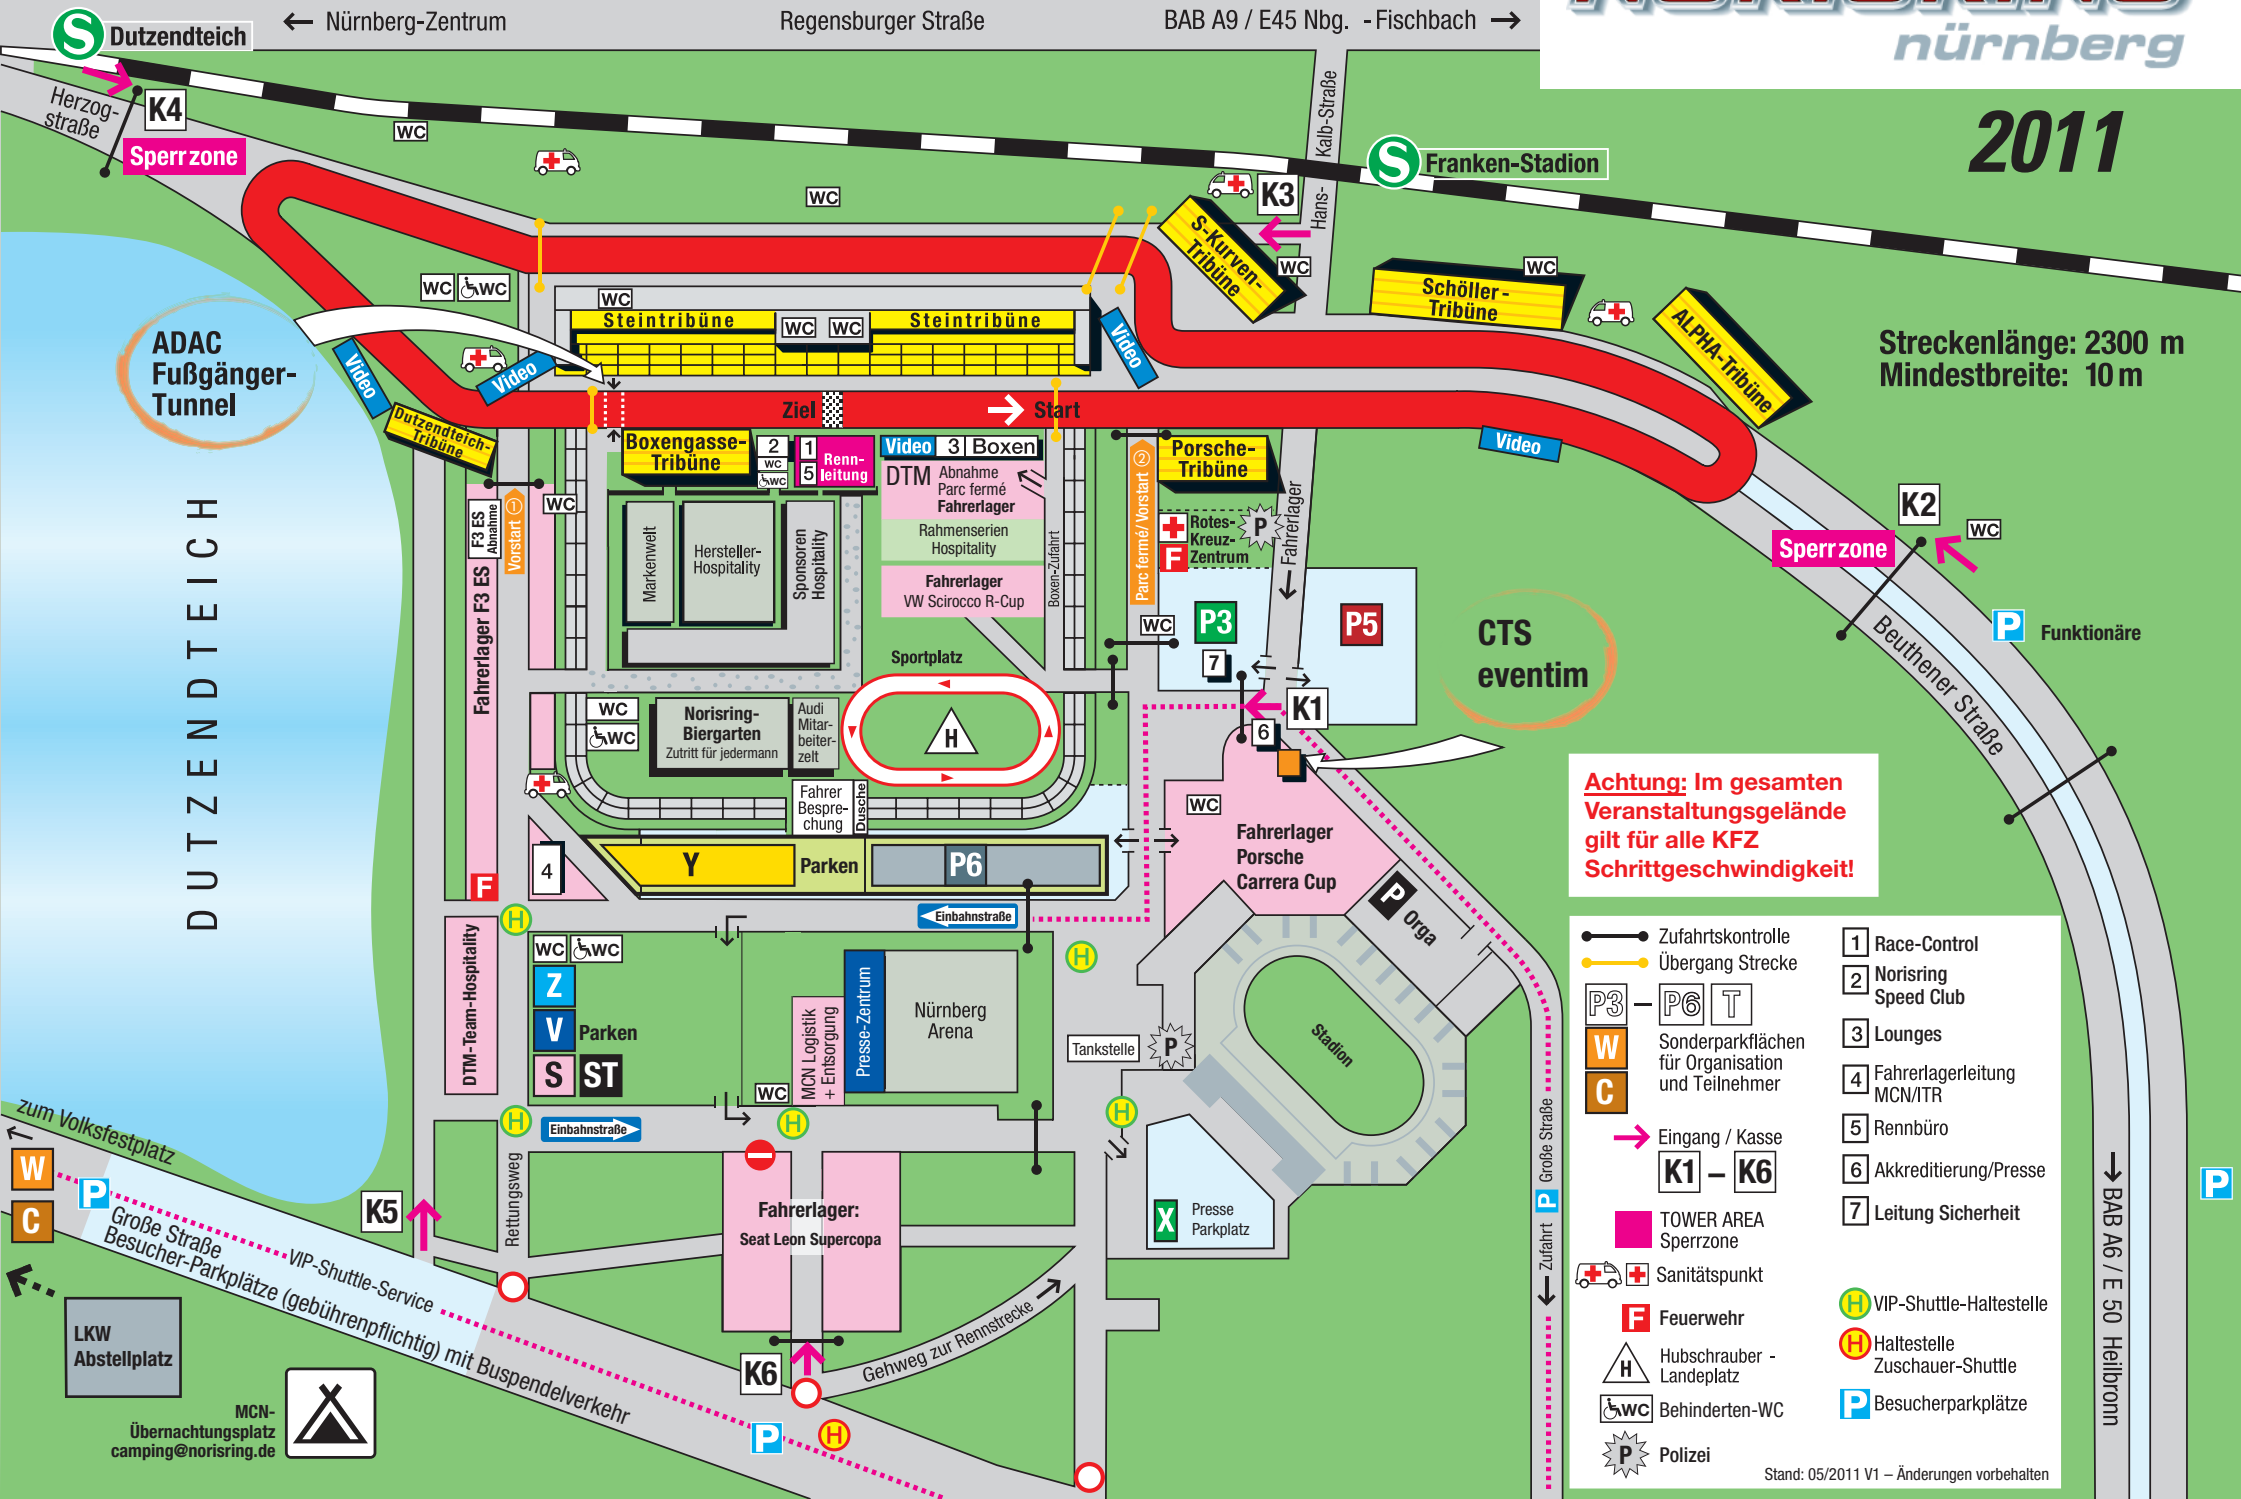 S Dutzendteich
← Nürnberg-Zentrum
Regensburger Straße
BAB A9 / E45 Nbg. - Fischbach →
NORISRING
nürnberg
2011
Herzog-
straße
K4
Sperrzone
WC
WC
Hans-
Kalb-Straße
S Franken-Stadion
K3
WC
S-Kurven-
Tribüne
Schöller-
Tribüne
WC
ALPHA-Tribüne
Streckenlänge: 2300 m
Mindestbreite: 10 m
WC
WC
WC
Steintribüne
WC
WC
Steintribüne
ADAC
Fußgänger-
Tunnel
Video
Video
Video
Video
Dutzendteich-
Tribüne
Ziel
Start
Boxengasse-
Tribüne
2
WC
WC
1
5
Renn-
leitung
Video
3
Boxen
DTM
Abnahme
Parc fermé
Fahrerlager
Rahmenserien
Hospitality
Fahrerlager
VW Scirocco R-Cup
Boxen-Zufahrt
Parc fermé/Vorstart ②
Porsche-
Tribüne
Fahrerlager
Rotes-
Kreuz-
Zentrum
F
P
F3 ES
Abnahme
Vorstart ①
WC
Fahrerlager F3 ES
Markenwelt
Hersteller-
Hospitality
Sponsoren
Hospitality
DUTZENDTEICH
K2
WC
Sperrzone
P
Funktionäre
Beuthener Straße
P3
7
P5
WC
CTS
eventim
K1
6
Sportplatz
H
WC
WC
Norisring-
Biergarten
Zutritt für jedermann
Audi
Mitar-
beiter-
zelt
Fahrer
Bespre-
chung
Dusche
WC
Fahrerlager
Porsche
Carrera Cup
4
Y
Parken
P6
F
H
Einbahnstraße
P
Orga
Achtung: Im gesamten
Veranstaltungsgelände
gilt für alle KFZ
Schrittgeschwindigkeit!
DTM-Team-Hospitality
WC
WC
Z
V
Parken
S
ST
WC
MCN Logistik
+ Entsorgung
Presse-Zentrum
Nürnberg
Arena
H
Tankstelle
P
Stadion
H
H
Einbahnstraße
H
zum Volksfestplatz
W
C
P
Große Straße
Besucher-Parkplätze (gebührenpflichtig) mit Buspendelverkehr
VIP-Shuttle-Service
K5
Rettungsweg
Fahrerlager:
Seat Leon Supercopa
X
Presse
Parkplatz
Zufahrt P Große Straße
K6
Gehweg zur Rennstrecke
P
H
LKW
Abstellplatz
MCN-
Übernachtungsplatz
camping@norisring.de
Zufahrtskontrolle
Übergang Strecke
P3 – P6 T
W
C
Sonderparkflächen
für Organisation
und Teilnehmer
Eingang / Kasse
K1 – K6
TOWER AREA
Sperrzone
Sanitätspunkt
F
Feuerwehr
H
Hubschrauber -
Landeplatz
WC
Behinderten-WC
P
Polizei
1 Race-Control
2 Norisring
Speed Club
3 Lounges
4 Fahrerlagerleitung
MCN/ITR
5 Rennbüro
6 Akkreditierung/Presse
7 Leitung Sicherheit
H VIP-Shuttle-Haltestelle
H Haltestelle
Zuschauer-Shuttle
P Besucherparkplätze
Stand: 05/2011 V1 – Änderungen vorbehalten
BAB A6 / E 50 Heilbronn
P